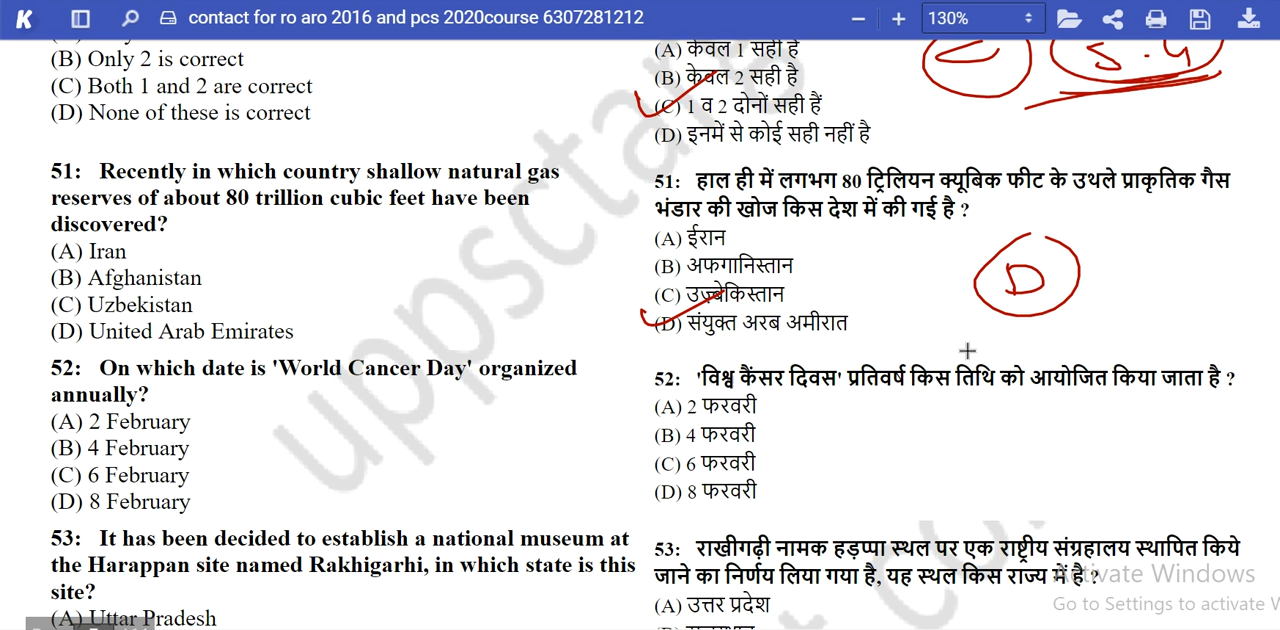 contact for ro aro 2016 and pcs 2020course 6307281212
130%
(B) Only 2 is correct
(C) Both 1 and 2 are correct
(D) None of these is correct
51: Recently in which country shallow natural gas
reserves of about 80 trillion cubic feet have been
discovered?
(A) Iran
(B) Afghanistan
(C) Uzbekistan
(D) United Arab Emirates
52: On which date is 'World Cancer Day' organized
annually?
(A) 2 February
(B) 4 February
(C) 6 February
(D) 8 February
53: It has been decided to establish a national museum at
the Harappan site named Rakhigarhi, in which state is this
site?
(A) Uttar Pradesh
(A) केवल 1 सही है
(B) केवल 2 सही है
(C) 1 व 2 दोनों सही हैं
(D) इनमें से कोई सही नहीं है
5.4
51: हाल ही में लगभग 80 ट्रिलियन क्यूबिक फीट के उथले प्राकृतिक गैस
भंडार की खोज किस देश में की गई है ?
(A) ईरान
(B) अफगानिस्तान
(C) उज्बेकिस्तान
(D) संयुक्त अरब अमीरात
D
52: 'विश्व कैंसर दिवस' प्रतिवर्ष किस तिथि को आयोजित किया जाता है ?
(A) 2 फरवरी
(B) 4 फरवरी
(C) 6 फरवरी
(D) 8 फरवरी
53: राखीगढ़ी नामक हड़प्पा स्थल पर एक राष्ट्रीय संग्रहालय स्थापित किये
जाने का निर्णय लिया गया है, यह स्थल किस राज्य में है ?
(A) उत्तर प्रदेश
uppcstars
Activate Windows
Go to Settings to activate